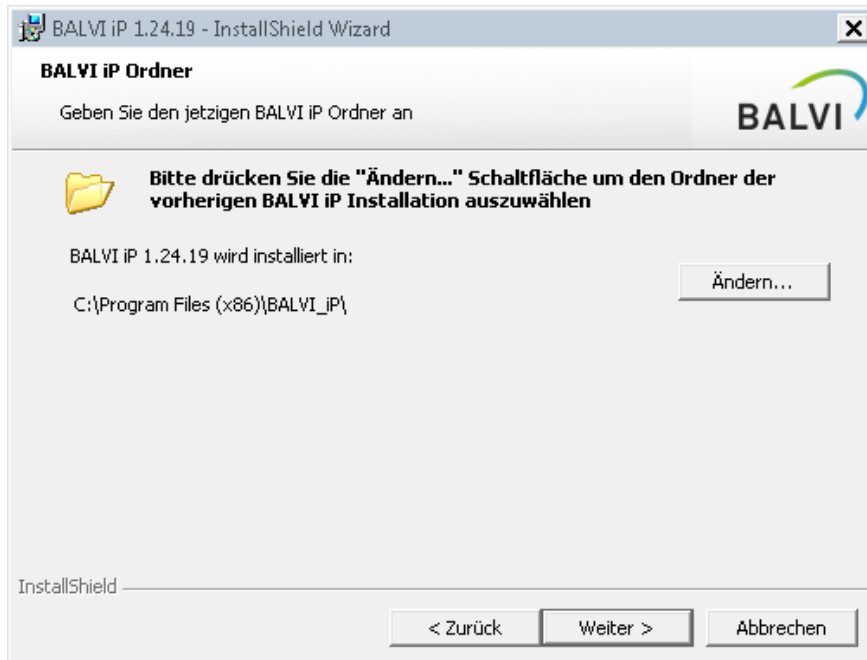 BALVI iP 1.24.19 - InstallShield Wizard
BALVI iP Ordner
Geben Sie den jetzigen BALVI iP Ordner an
BALVI
Bitte drücken Sie die "Ändern..." Schaltfläche um den Ordner der
vorherigen BALVI iP Installation auszuwählen
BALVI iP 1.24.19 wird installiert in:
Ändern...
C:\Program Files (x86)\BALVI_iP\
InstallShield
< Zurück
Weiter >
Abbrechen